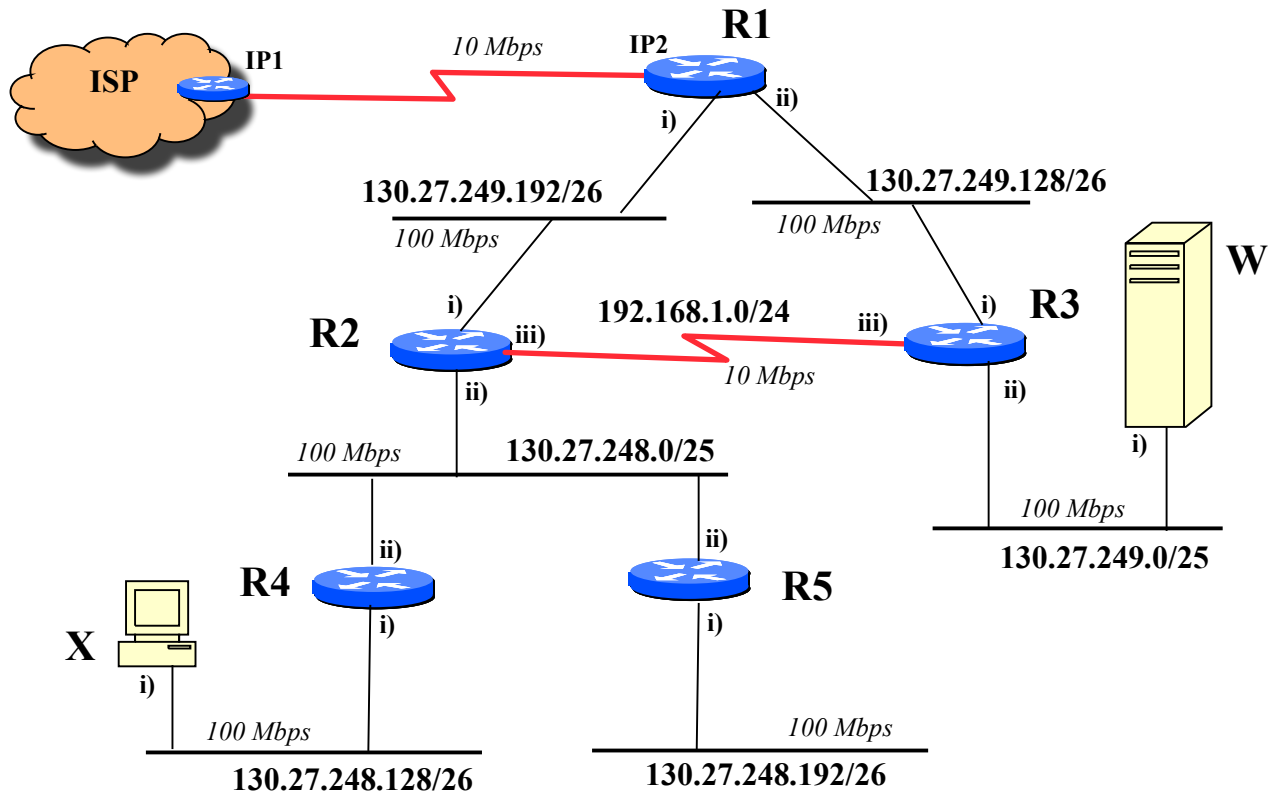 R1
10 Mbps
IP2
IP1
ISP
i)
ii)
130.27.249.192/26
130.27.249.128/26
100 Mbps
100 Mbps
W
i)
192.168.1.0/24
i)
R3
R2
iii)
iii)
10 Mbps
ii)
ii)
i)
100 Mbps
130.27.248.0/25
100 Mbps
130.27.249.0/25
ii)
ii)
R4
R5
i)
i)
X
i)
100 Mbps
100 Mbps
130.27.248.128/26
130.27.248.192/26